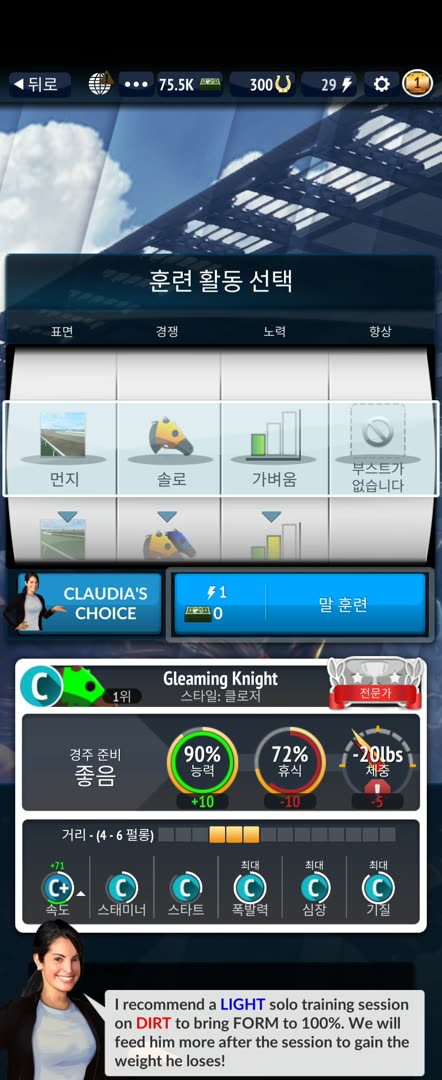 뒤로
75.5K
300
29
1
훈련 활동 선택
표면 경쟁 노력 향상
먼지 솔로 가벼움 부스트가
없습니다
CLAUDIA'S
CHOICE
1
0
말 훈련
C
1위
Gleaming Knight
스타일: 클로저
전문가
경주 준비
좋음
90%
능력
+10
72%
휴식
-10
-20lbs
체중
-5
거리 - (4 - 6 펄롱)
+71 최대 최대 최대
C+ C C C C C
속도 스태미너 스타트 폭발력 심장 기질
I recommend a LIGHT solo training session
on DIRT to bring FORM to 100%. We will
feed him more after the session to gain the
weight he loses!